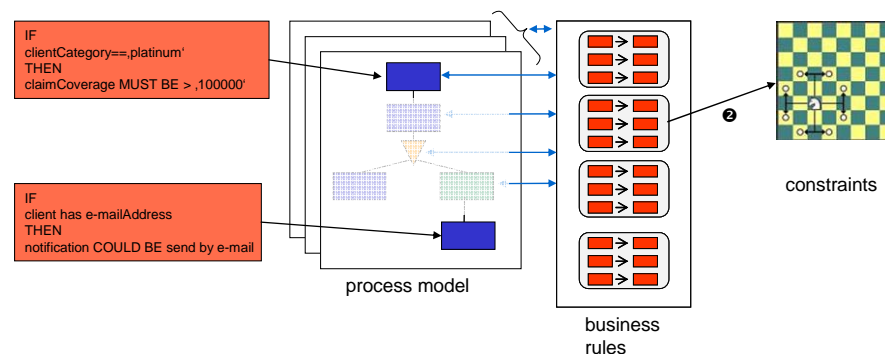 IF
clientCategory==‚platinum‘
THEN
claimCoverage MUST BE > ‚100000‘
IF
client has e-mailAddress
THEN
notification COULD BE send by e-mail
process model
business
rules
❷
constraints